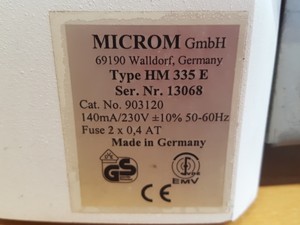 MICROM GmbH
69190 Walldorf, Germany
Type HM 335 E
Ser. Nr. 13068
Cat. No. 903120
140mA/230V ±10% 50-60Hz
Fuse 2 x 0,4 AT
Made in Germany
GS
EMV
CE